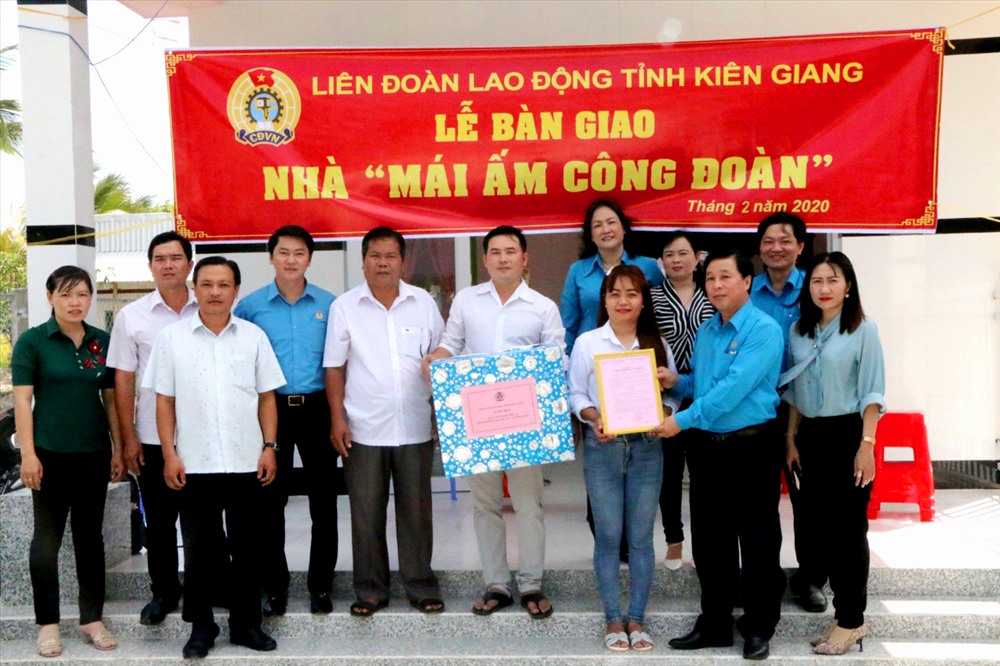 LIÊN ĐOÀN LAO ĐỘNG TỈNH KIÊN GIANG
CĐVN
LỄ BÀN GIAO
NHÀ “MÁI ẤM CÔNG ĐOÀN”
Tháng 2 năm 2020